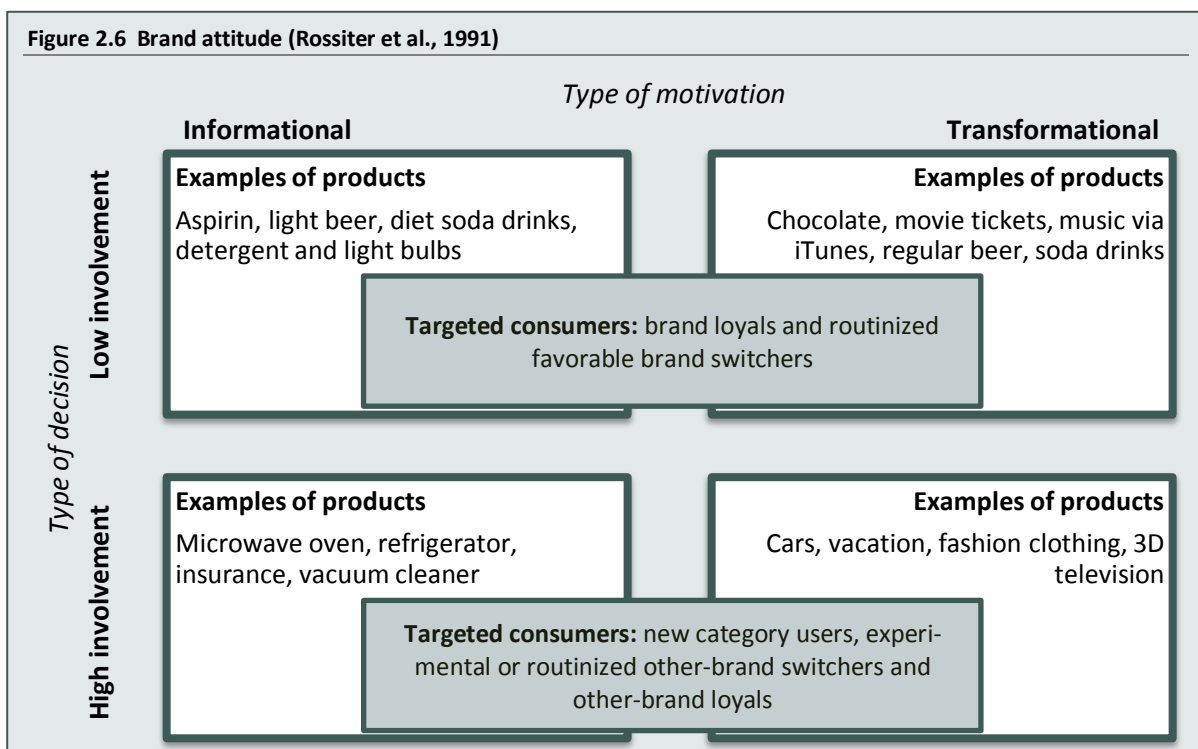 Figure 2.6 Brand attitude (Rossiter et al., 1991)
Type of motivation
Informational
Transformational
Type of decision
Low involvement
Examples of products
Aspirin, light beer, diet soda drinks,
detergent and light bulbs
Examples of products
Chocolate, movie tickets, music via
iTunes, regular beer, soda drinks
Targeted consumers: brand loyals and routinized
favorable brand switchers
High involvement
Examples of products
Microwave oven, refrigerator,
insurance, vacuum cleaner
Examples of products
Cars, vacation, fashion clothing, 3D
television
Targeted consumers: new category users, experi-
mental or routinized other-brand switchers and
other-brand loyals